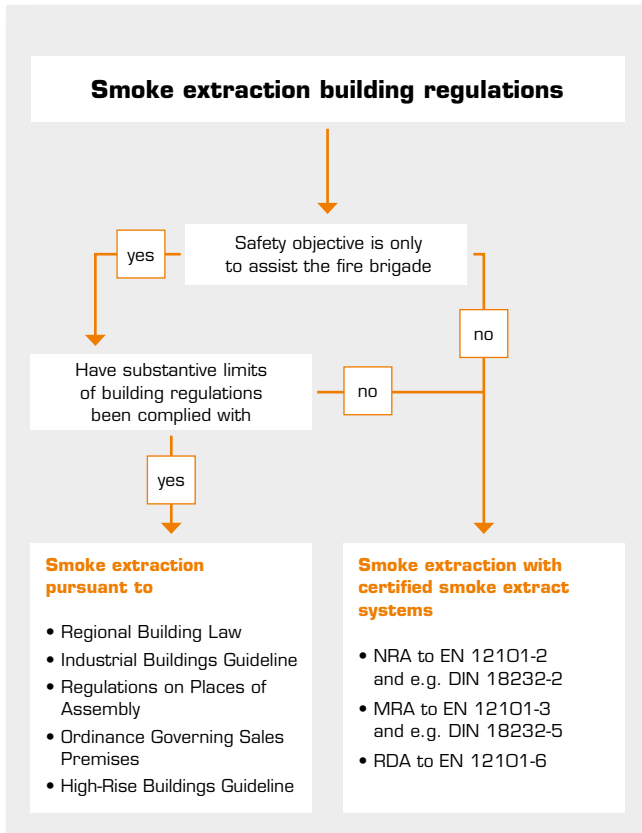 Smoke extraction building regulations
Safety objective is only
to assist the fire brigade
yes
no
Have substantive limits
of building regulations
been complied with
no
yes
Smoke extraction
pursuant to
• Regional Building Law
• Industrial Buildings Guideline
• Regulations on Places of
Assembly
• Ordinance Governing Sales
Premises
• High-Rise Buildings Guideline
Smoke extraction with
certified smoke extract
systems
• NRA to EN 12101-2
and e.g. DIN 18232-2
• MRA to EN 12101-3
and e.g. DIN 18232-5
• RDA to EN 12101-6